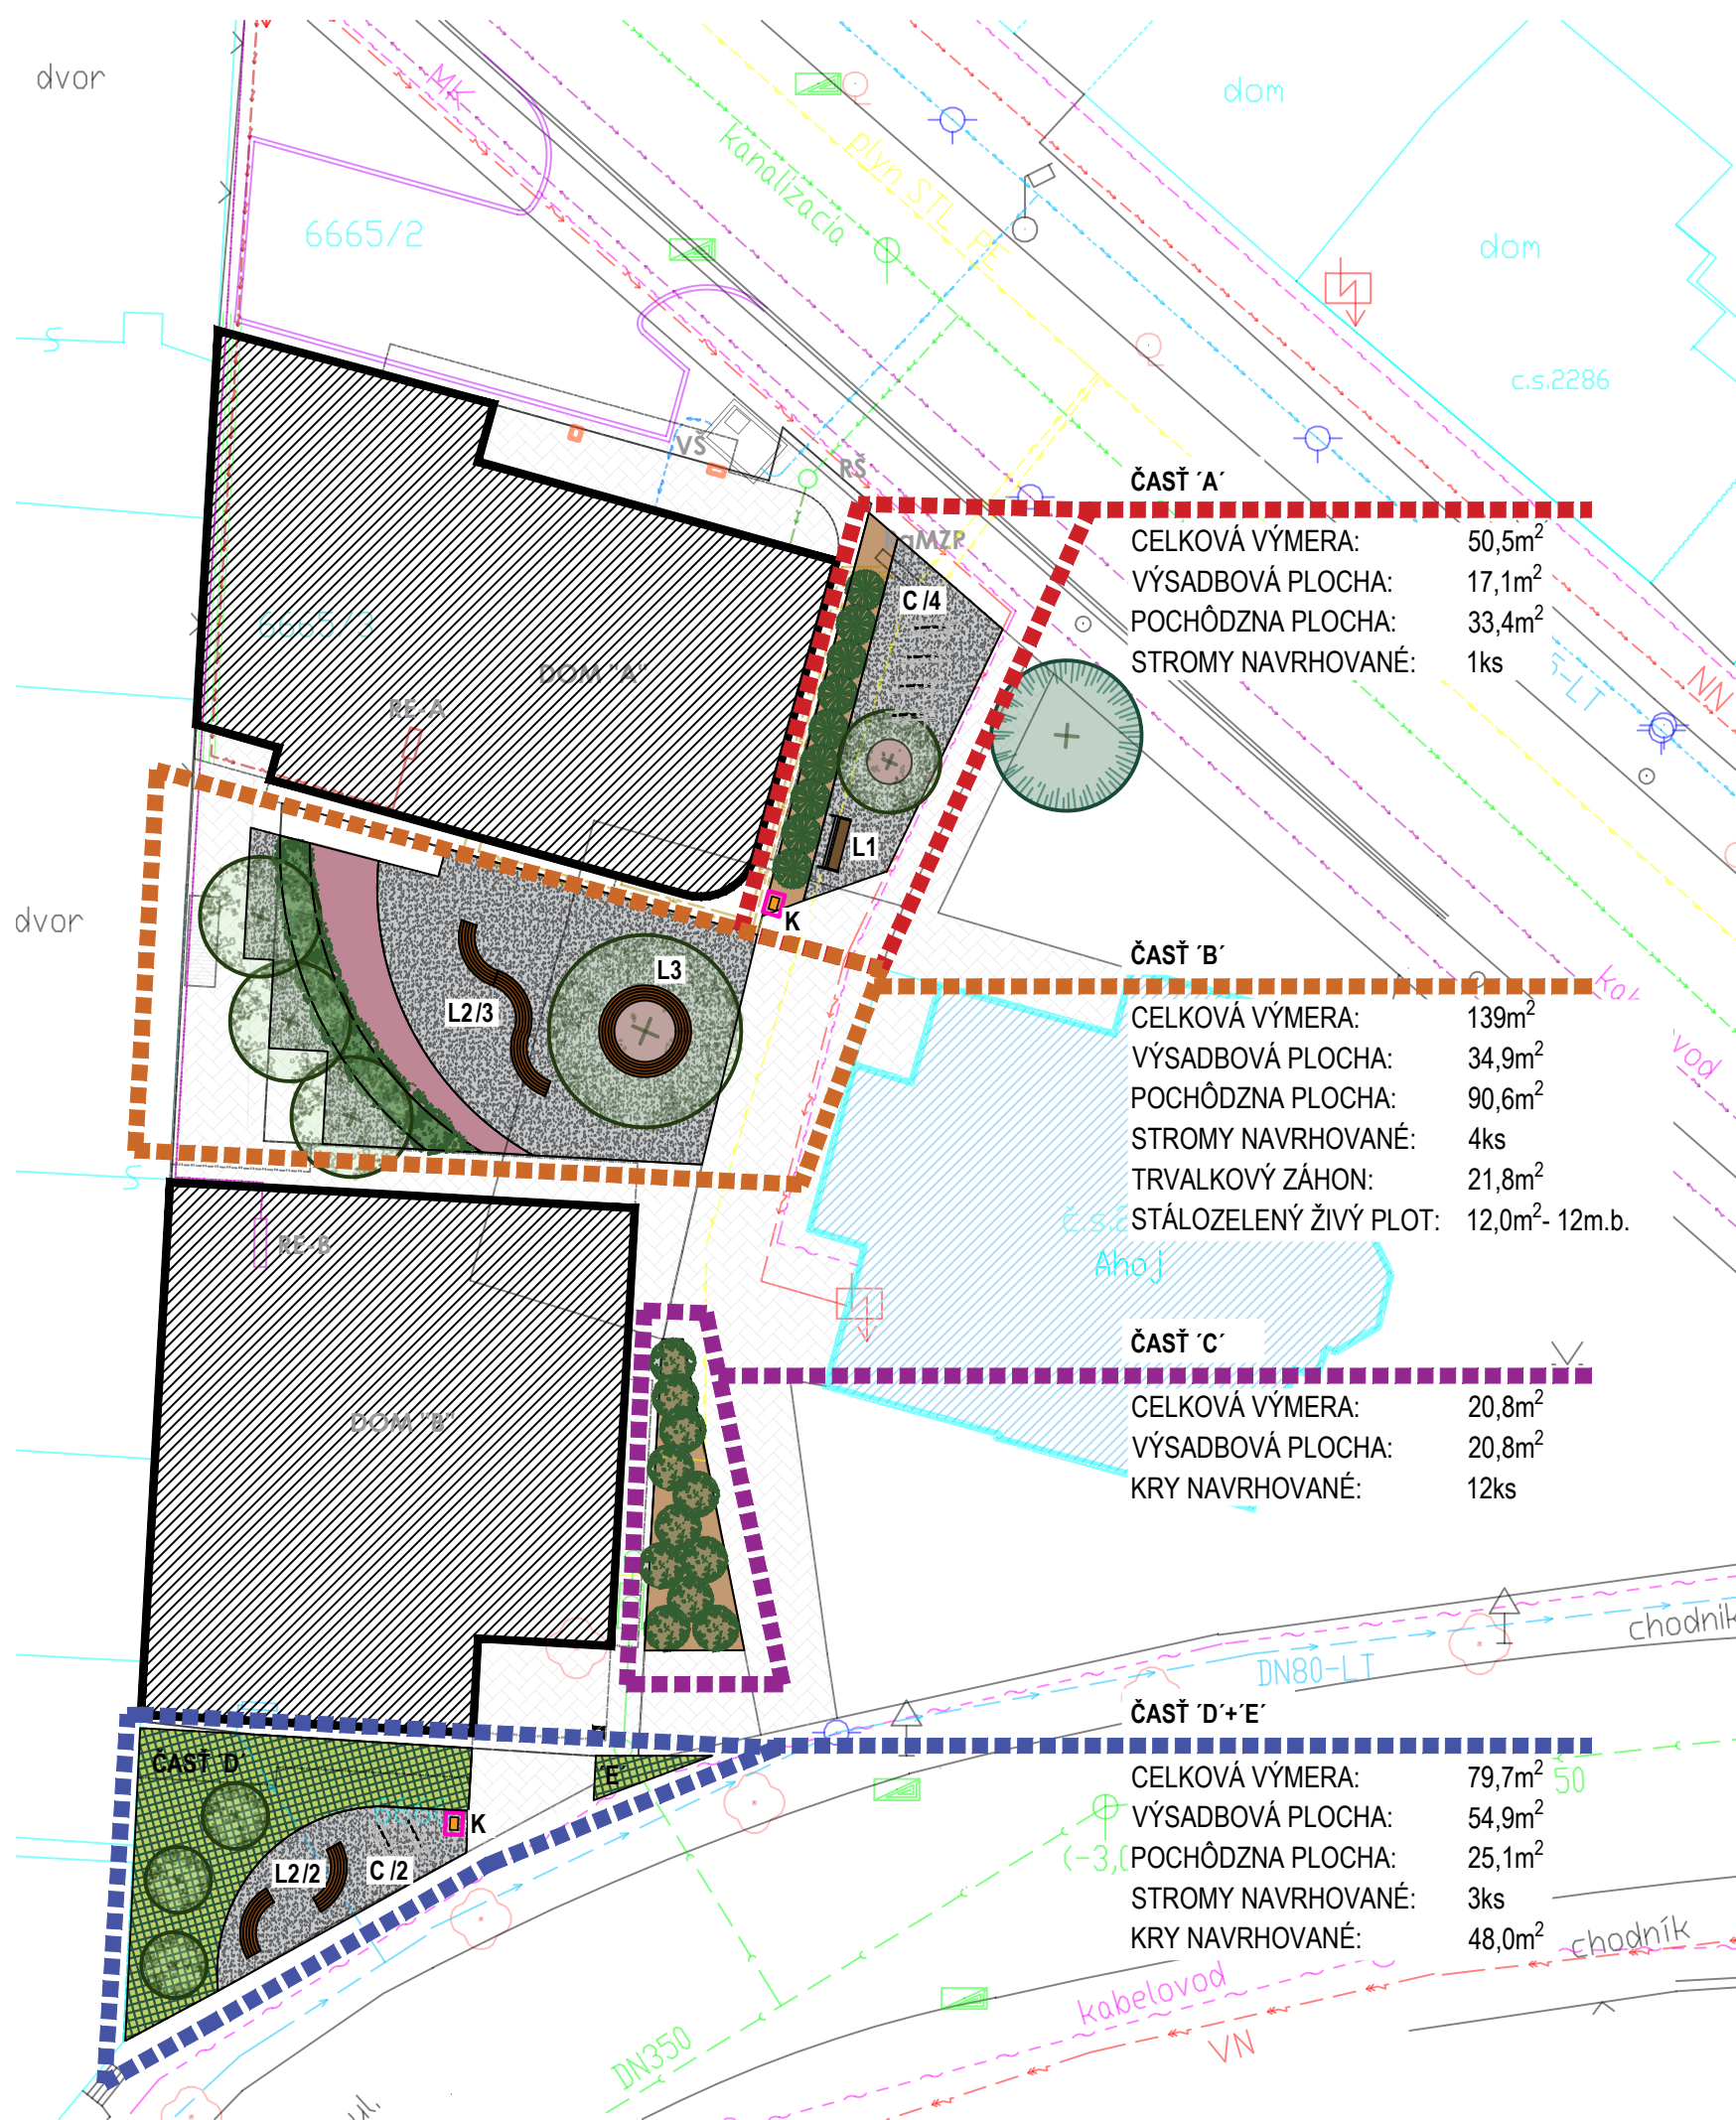 dvor
MK
kanalizacia
plyn STL PE
dom
dom
c.s.2286
6665/2
VŠ
RŠ
C /4
6665/3
DOM "A"
RE-A
L1
K
ČASŤ ´A´
CELKOVÁ VÝMERA: 50,5m²
VÝSADBOVÁ PLOCHA: 17,1m²
POCHÔDZNA PLOCHA: 33,4m²
STROMY NAVRHOVANÉ: 1ks
NN
dvor
L3
L2/3
ČASŤ ´B´
CELKOVÁ VÝMERA: 139m²
VÝSADBOVÁ PLOCHA: 34,9m²
POCHÔDZNA PLOCHA: 90,6m²
STROMY NAVRHOVANÉ: 4ks
TRVALKOVÝ ZÁHON: 21,8m²
STÁLOZELENÝ ŽIVÝ PLOT: 12,0m²- 12m.b.
RE-B
Ahoj
ČASŤ ´C´
CELKOVÁ VÝMERA: 20,8m²
VÝSADBOVÁ PLOCHA: 20,8m²
KRY NAVRHOVANÉ: 12ks
DOM "B"
chodník
DN80-LT
ČASŤ ´D´+´E´
CELKOVÁ VÝMERA: 79,7m²
VÝSADBOVÁ PLOCHA: 54,9m²
POCHÔDZNA PLOCHA: 25,1m²
STROMY NAVRHOVANÉ: 3ks
KRY NAVRHOVANÉ: 48,0m²
50
ČASŤ ´D´
´E´
K
L2/2
C /2
chodník
kabelovod
VN
DN350
ul.